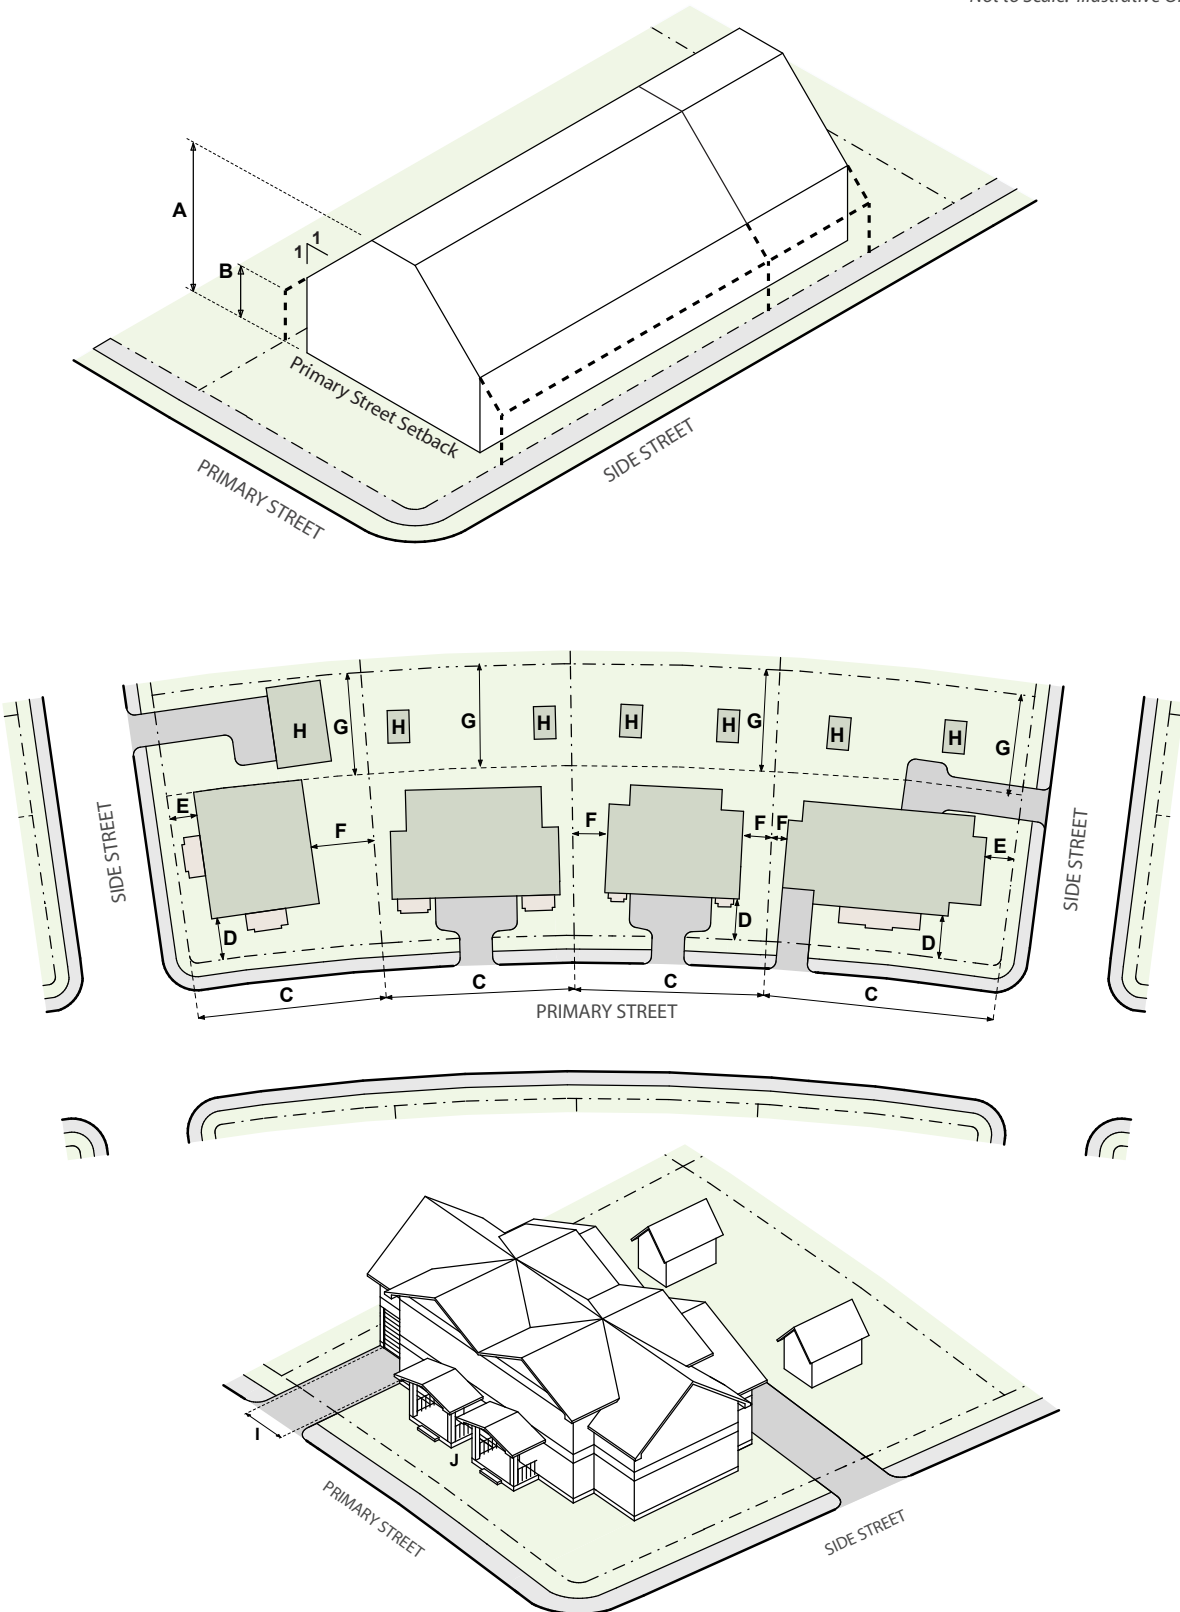 Not to Scale. Illustrative
A
1
1
B
Primary Street Setback
PRIMARY STREET
SIDE STREET
H
G
H
G
H
H
H
G
H
H
G
E
F
F
F
F
E
SIDE STREET
SIDE STREET
D
D
D
C
C
C
C
PRIMARY STREET
I
J
PRIMARY STREET
SIDE STREET